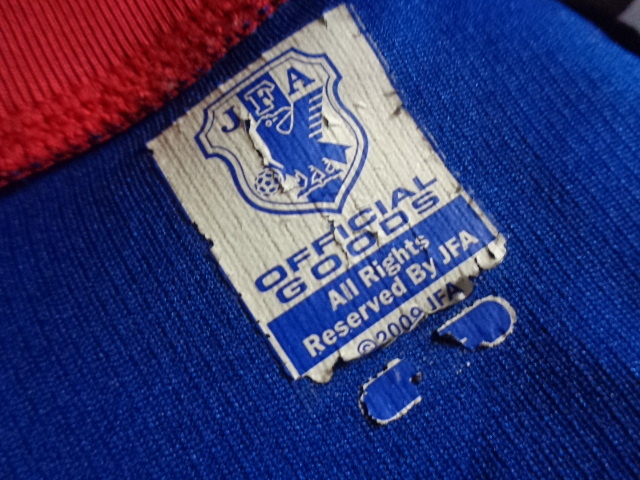 JFA
OFFICIAL
GOODS
All Rights
Reserved By JFA
©2009 JFA